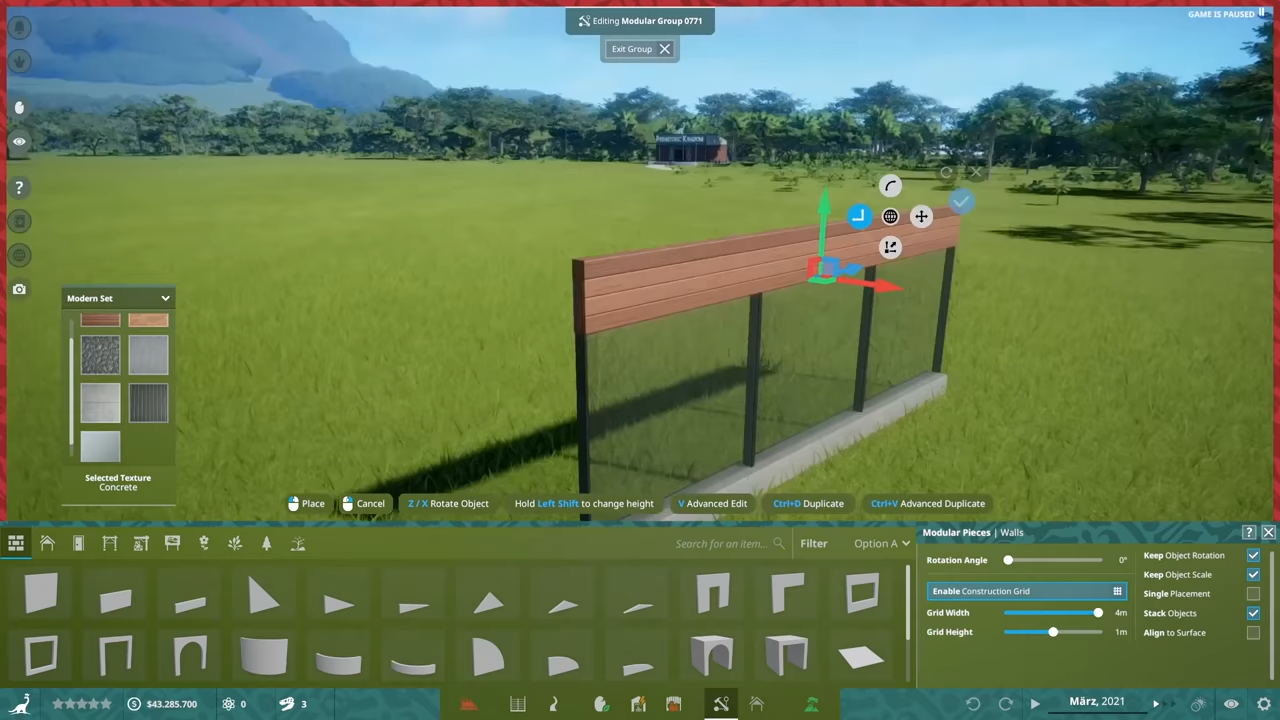 Editing Modular Group 0771
Exit Group
GAME IS PAUSED
Modern Set
Selected Texture
Concrete
Place
Cancel
Z / X Rotate Object
Hold Left Shift to change height
V Advanced Edit
Ctrl+D Duplicate
Ctrl+V Advanced Duplicate
Search for an item...
Filter
Option A
Modular Pieces | Walls
Rotation Angle
0°
Enable Construction Grid
Grid Width
4m
Grid Height
1m
Keep Object Rotation
Keep Object Scale
Single Placement
Stack Objects
Align to Surface
$43.285.700
0
3
März, 2021